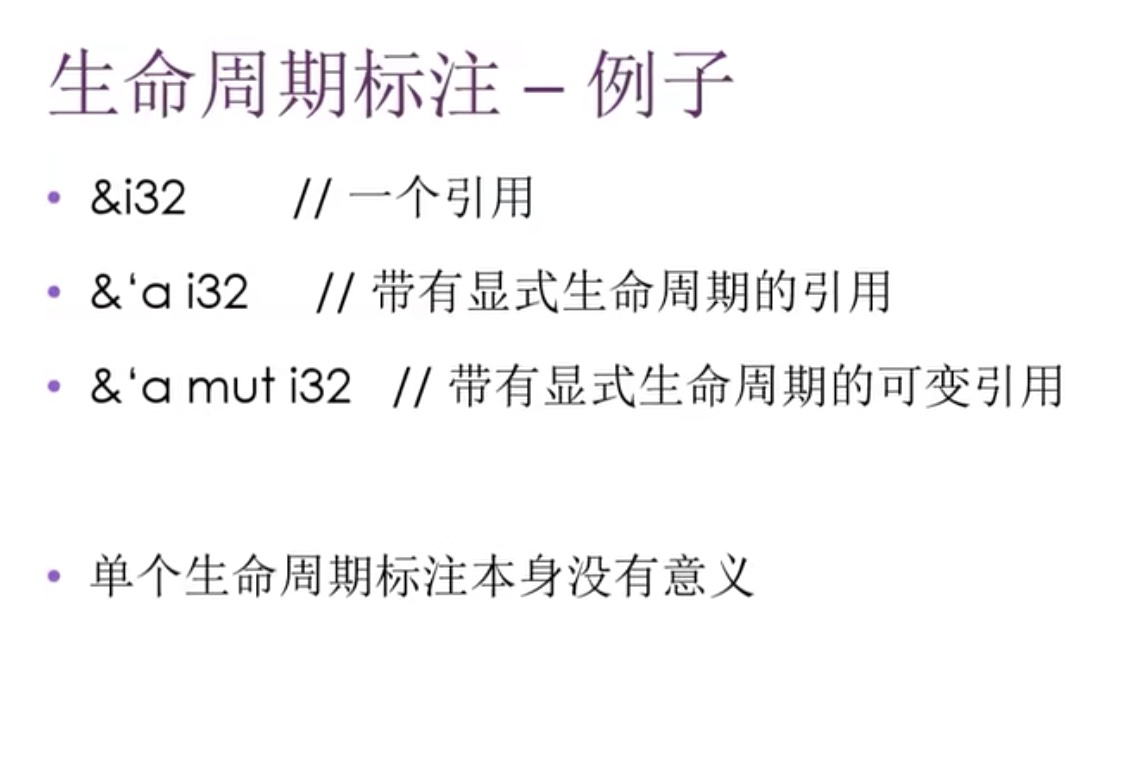 生命周期标注 – 例子
• &i32 // 一个引用
• &‘a i32 // 带有显式生命周期的引用
• &‘a mut i32 // 带有显式生命周期的可变引用
• 单个生命周期标注本身没有意义